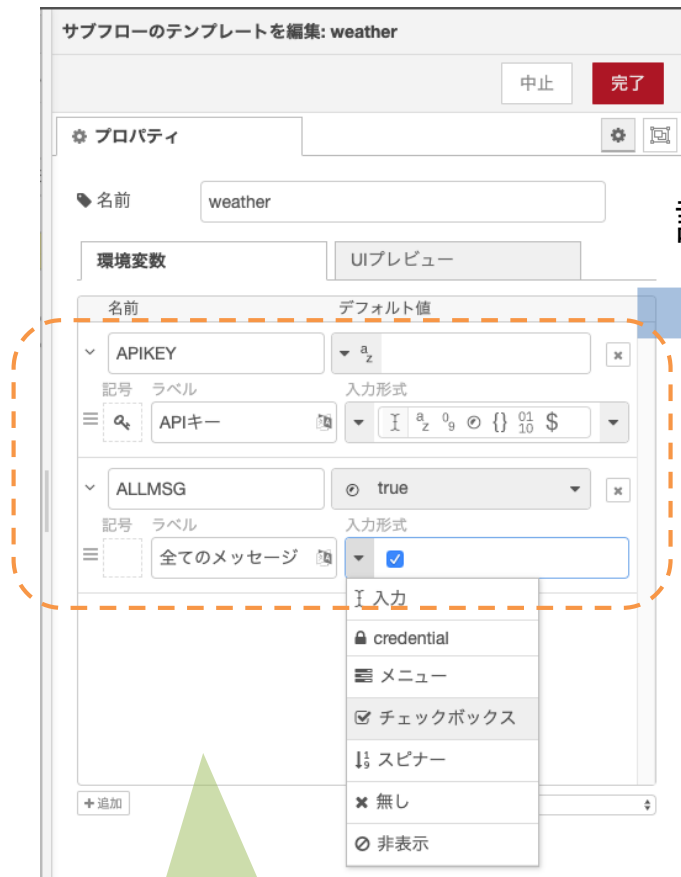 サブフローのテンプレートを編集: weather
中止 完了
プロパティ
名前 weather
環境変数 UIプレビュー
名前 デフォルト値
APIKEY a z
記号 ラベル 入力形式
APIキー a z 0 9 {} 01 10 $
ALLMSG true
記号 ラベル 入力形式
全てのメッセージ
入力
credential
メニュー
チェックボックス
スピナー
+追加 無し
非表示